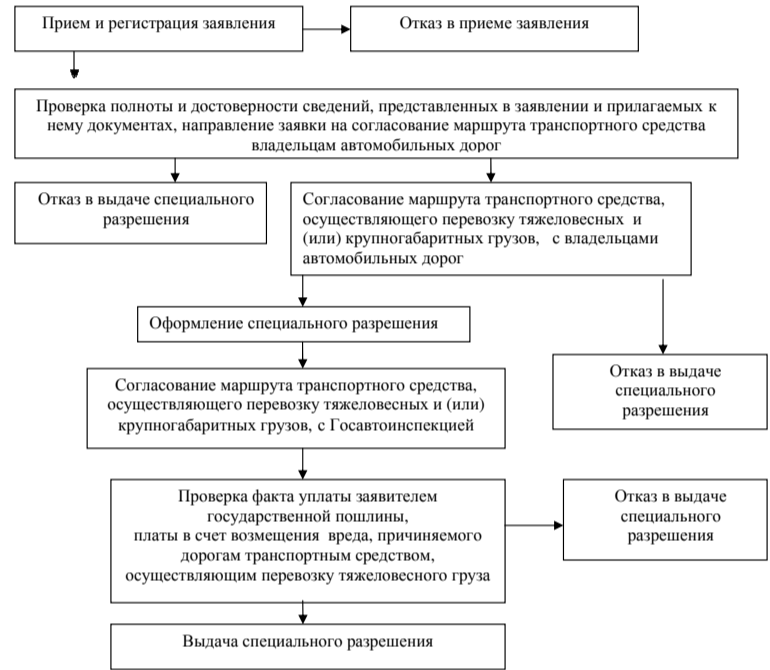 Прием и регистрация заявления
Отказ в приеме заявления
Проверка полноты и достоверности сведений, представленных в заявлении и прилагаемых к
нему документах, направление заявки на согласование маршрута транспортного средства
владельцам автомобильных дорог
Отказ в выдаче специального
разрешения
Согласование маршрута транспортного средства,
осуществляющего перевозку тяжеловесных и
(или) крупногабаритных грузов, с владельцами
автомобильных дорог
Оформление специального разрешения
Отказ в выдаче
специального
разрешения
Согласование маршрута транспортного средства,
осуществляющего перевозку тяжеловесных и (или)
крупногабаритных грузов, с Госавтоинспекцией
Проверка факта уплаты заявителем
государственной пошлины,
платы в счет возмещения вреда, причиняемого
дорогам транспортным средством,
осуществляющим перевозку тяжеловесного груза
Отказ в выдаче
специального
разрешения
Выдача специального разрешения